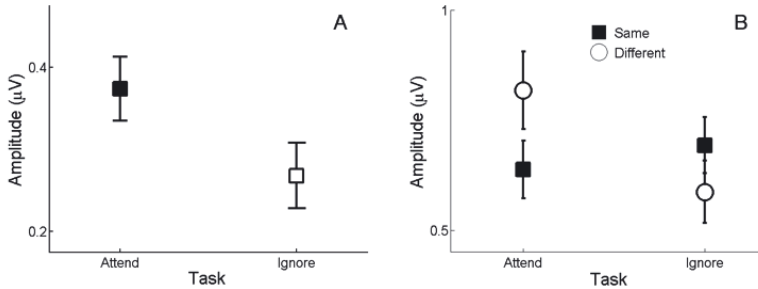 A
Amplitude (μV)
0.4
0.2
Attend
Ignore
Task
B
Same
Different
Amplitude (μV)
1
0.5
Attend
Ignore
Task